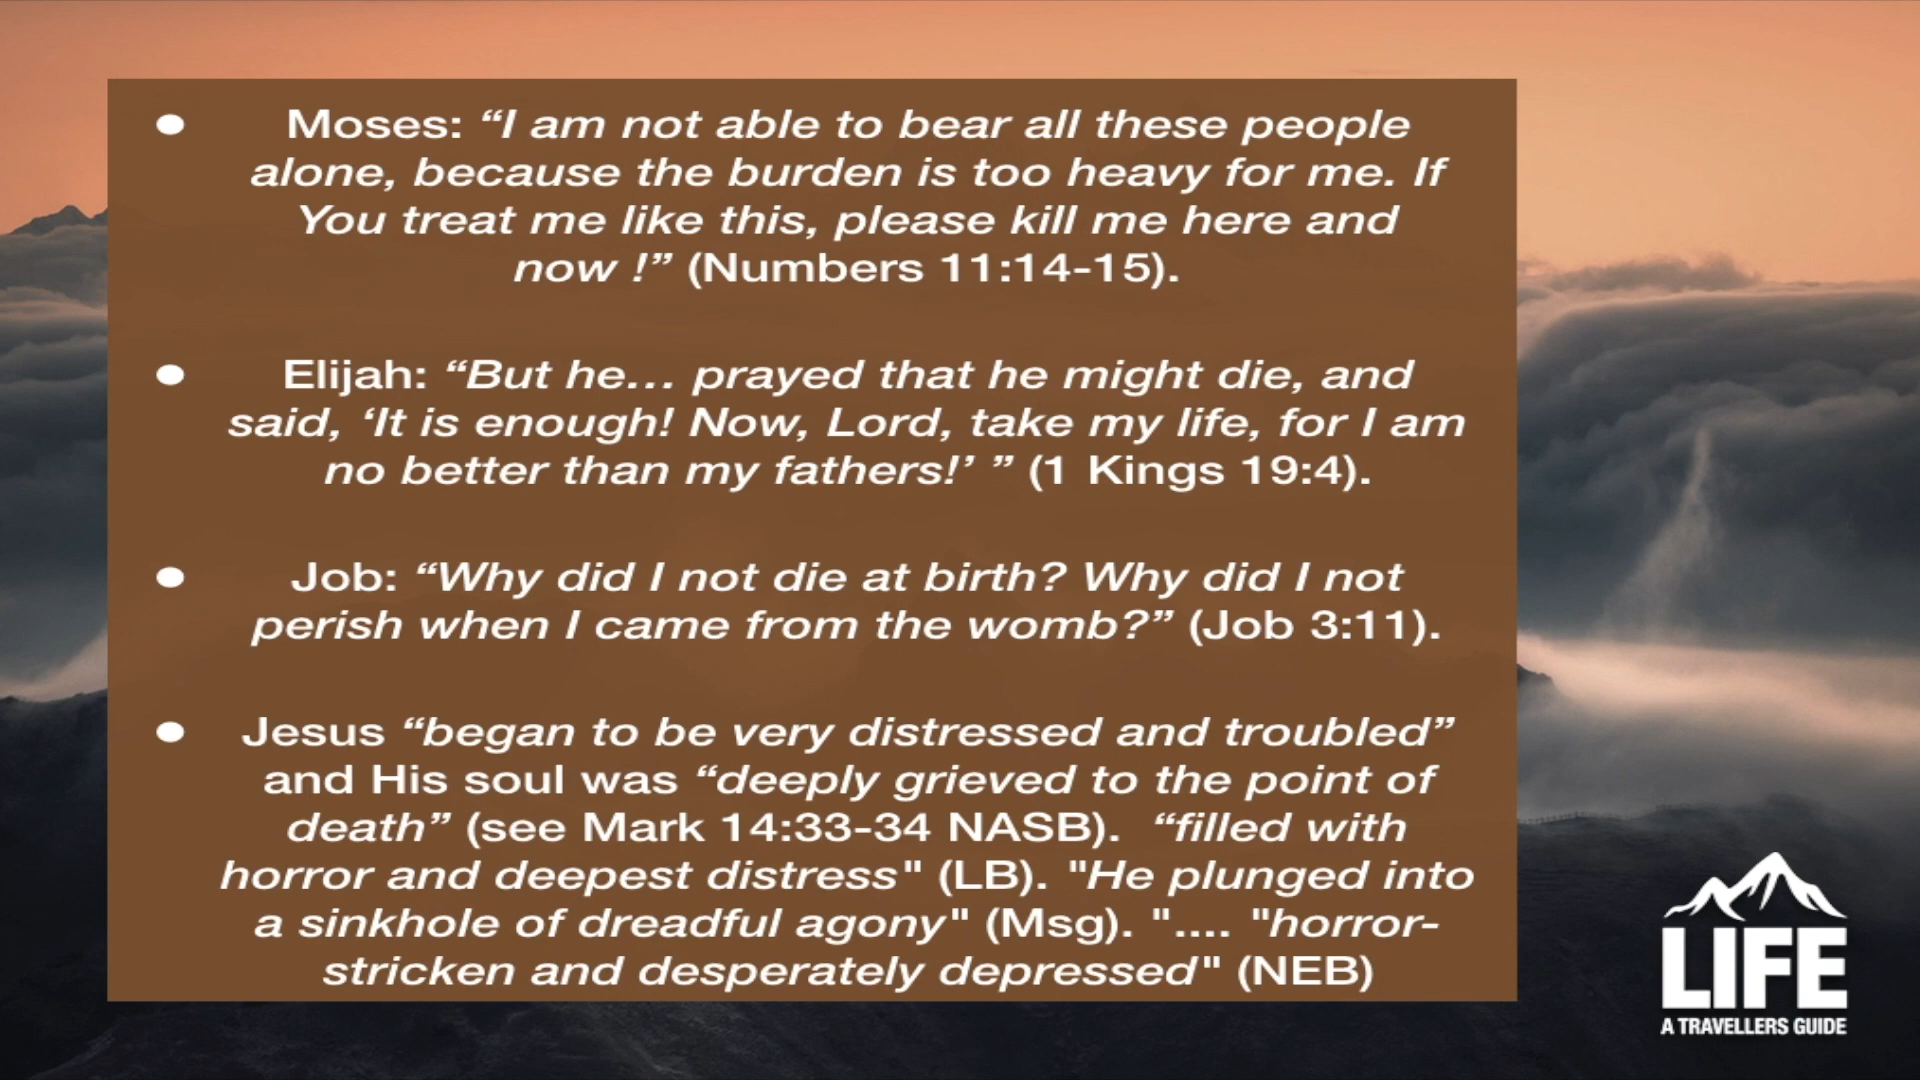 • Moses: “I am not able to bear all these people
alone, because the burden is too heavy for me. If
You treat me like this, please kill me here and
now !” (Numbers 11:14-15).
• Elijah: “But he… prayed that he might die, and
said, ‘It is enough! Now, Lord, take my life, for I am
no better than my fathers!’ ” (1 Kings 19:4).
• Job: “Why did I not die at birth? Why did I not
perish when I came from the womb?” (Job 3:11).
• Jesus “began to be very distressed and troubled”
and His soul was “deeply grieved to the point of
death” (see Mark 14:33-34 NASB). “filled with
horror and deepest distress" (LB). "He plunged into
a sinkhole of dreadful agony" (Msg). ".... "horror-
stricken and desperately depressed" (NEB)
LIFE
A TRAVELLERS GUIDE